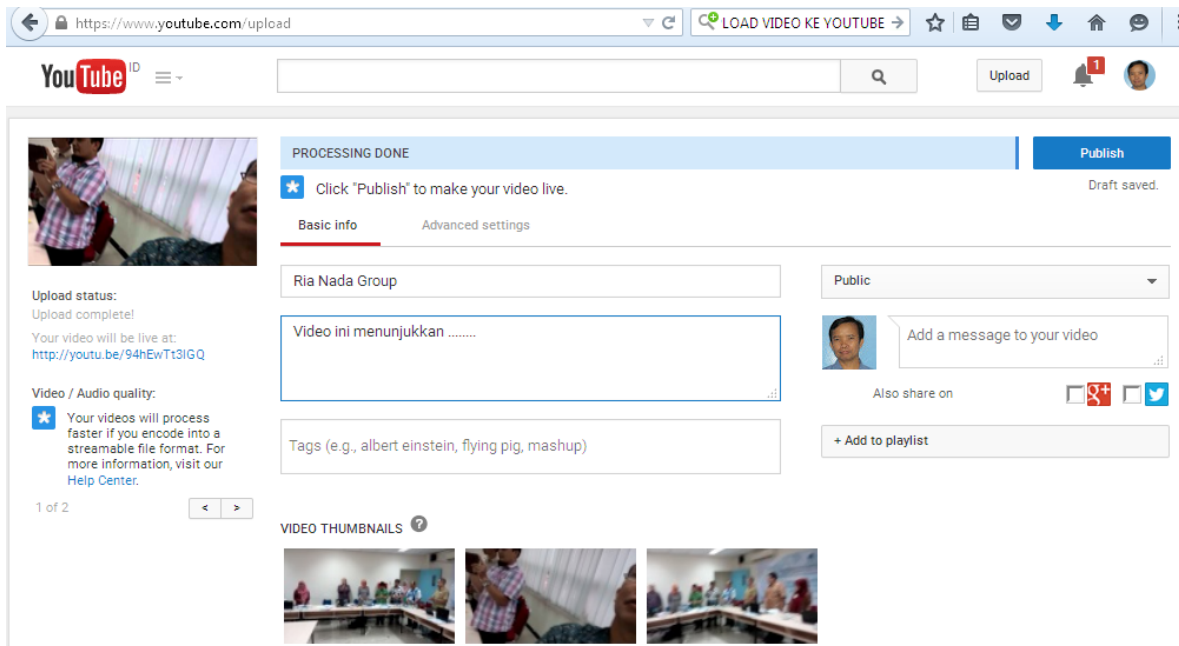 https://www.youtube.com/upload
LOAD VIDEO KE YOUTUBE
YouTube ID
Upload
1
PROCESSING DONE
Publish
Click "Publish" to make your video live.
Draft saved.
Basic info
Advanced settings
Ria Nada Group
Public
Upload status:
Upload complete!
Your video will be live at:
http://youtu.be/94hEwTt3IGQ
Video ini menunjukkan ........
Add a message to your video
Video / Audio quality:
Your videos will process
faster if you encode into a
streamable file format. For
more information, visit our
Help Center.
Also share on
g+
Tags (e.g., albert einstein, flying pig, mashup)
+ Add to playlist
1 of 2
< >
VIDEO THUMBNAILS ?